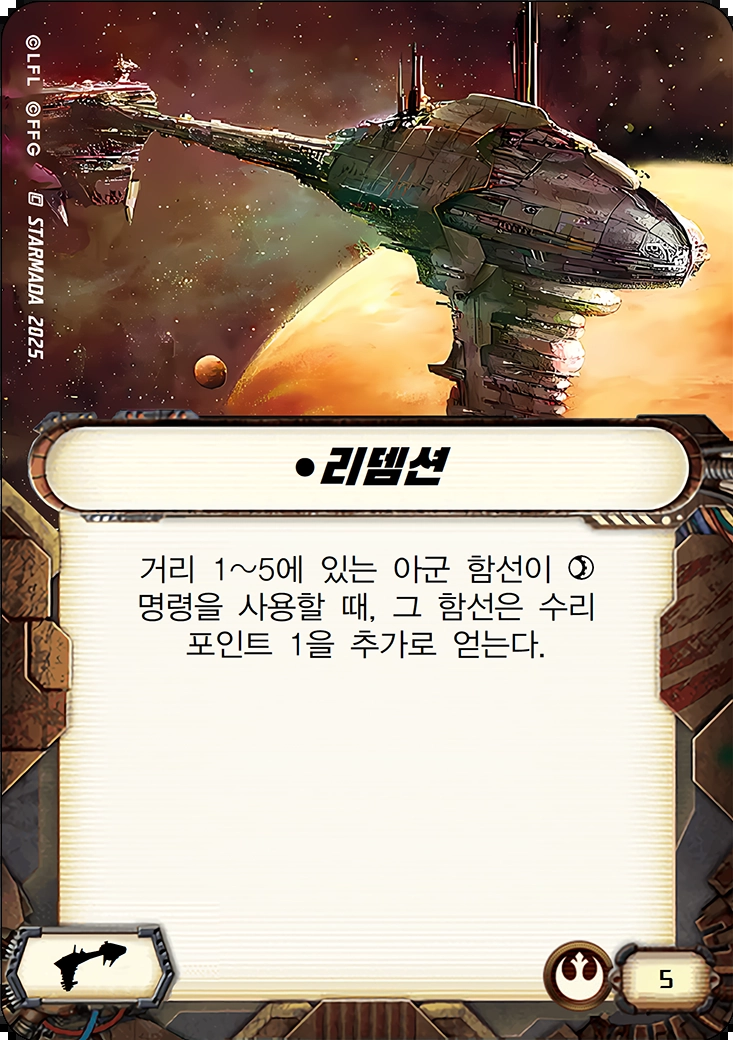 ©LFL ©FFG STARMADA 2025.
•리뎀션
거리 1~5에 있는 아군 함선이
명령을 사용할 때, 그 함선은 수리
포인트 1을 추가로 얻는다.
5